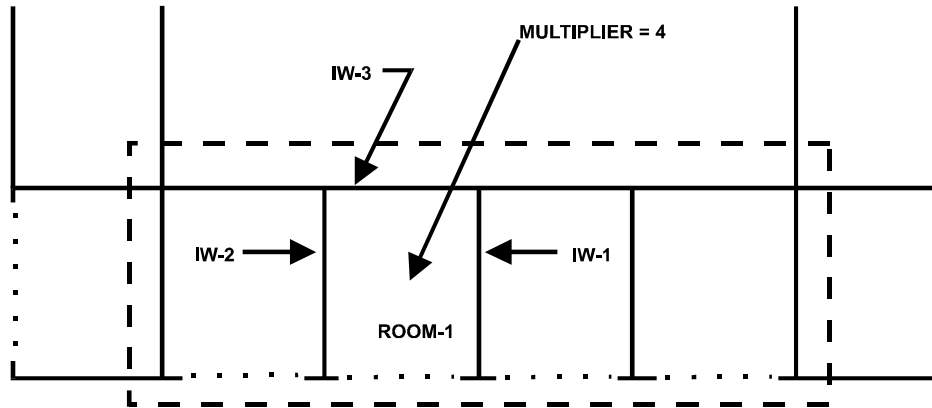 MULTIPLIER = 4
IW-3
IW-2
IW-1
ROOM-1